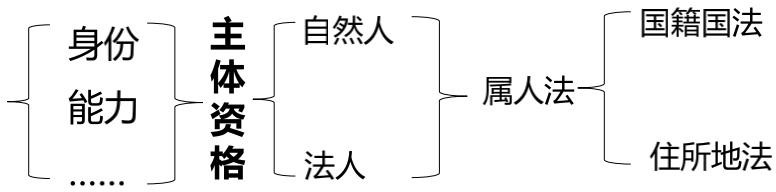 身份
能力
……
主体资格
自然人
法人
属人法
国籍国法
住所地法